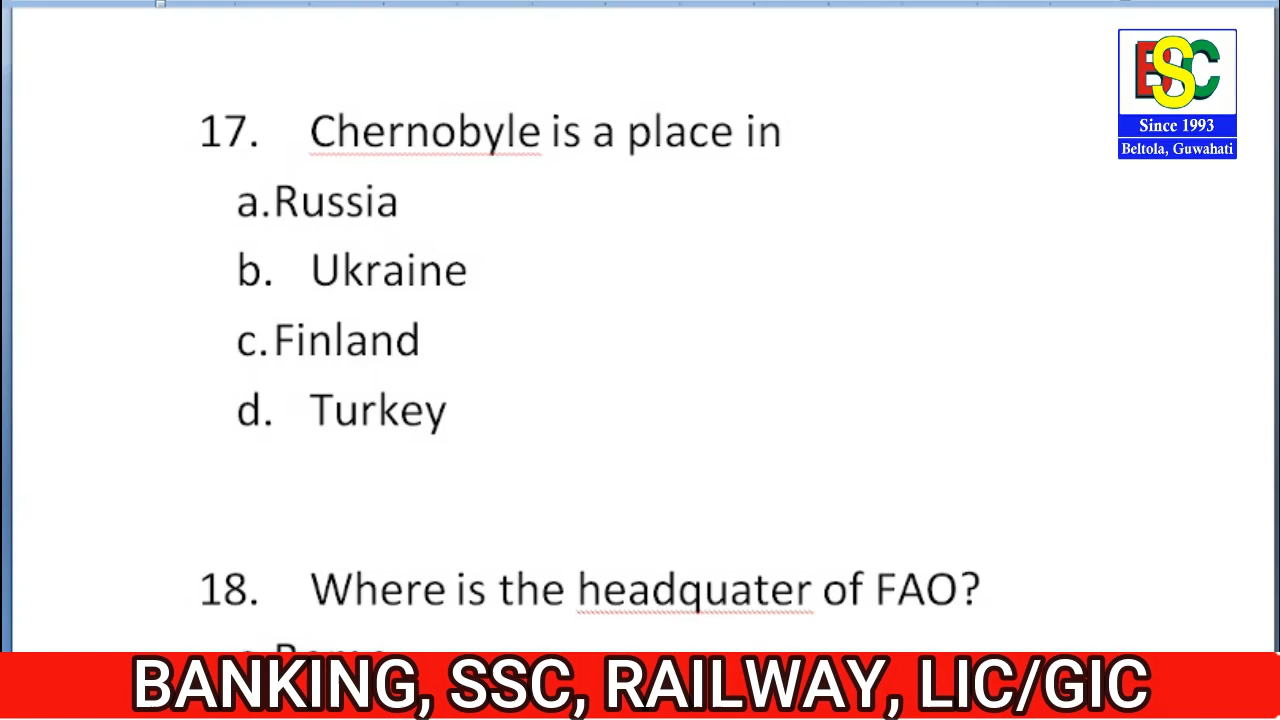 BSC
Since 1993
Beltola, Guwahati
17. Chernobyle is a place in
a. Russia
b. Ukraine
c. Finland
d. Turkey
18. Where is the headquater of FAO?
BANKING, SSC, RAILWAY, LIC/GIC